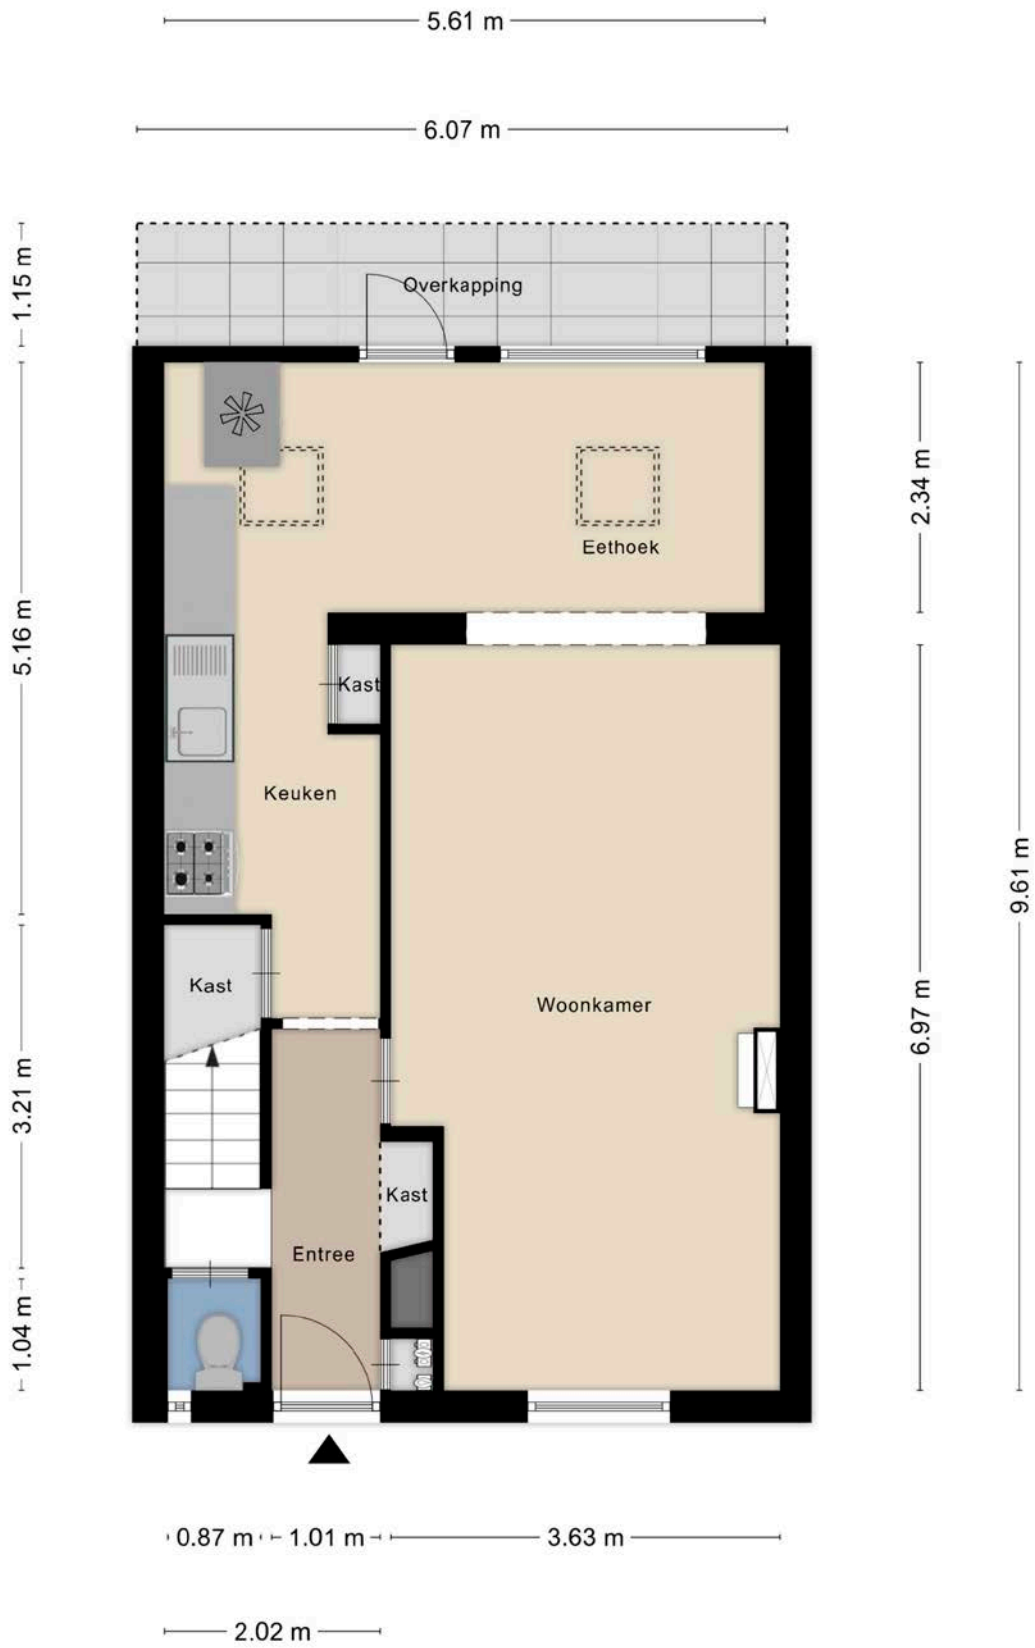 5.61 m
6.07 m
1.15 m
Overkapping
2.34 m
Eethoek
5.16 m
Kast
Keuken
9.61 m
Kast
Woonkamer
6.97 m
3.21 m
Kast
Entree
1.04 m
0.87 m
1.01 m
3.63 m
2.02 m